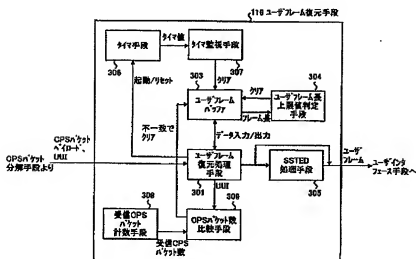 116 ユーザフレーム復元手段
タイマ手段
タイマ値
タイマ監視手段
306
307
起動/リセット
クリア
303
304
クリア
ユーザフレーム
バッファ
ユーザフレーム長
上限値判定
手段
フレーム長
不一致で
クリア
データ入力/出力
CPSパケット
ペイロード、
UUI
CPSパケット
分解手段より
ユーザフレーム
復元処理
手段
301
SSTED
処理手段
305
ユーザ
フレーム
ユーザインタ
フェース手段へ
UUI
308
309
受信CPS
パケット
計数手段
CPSパケット数
比較手段
受信CPS
パケット数